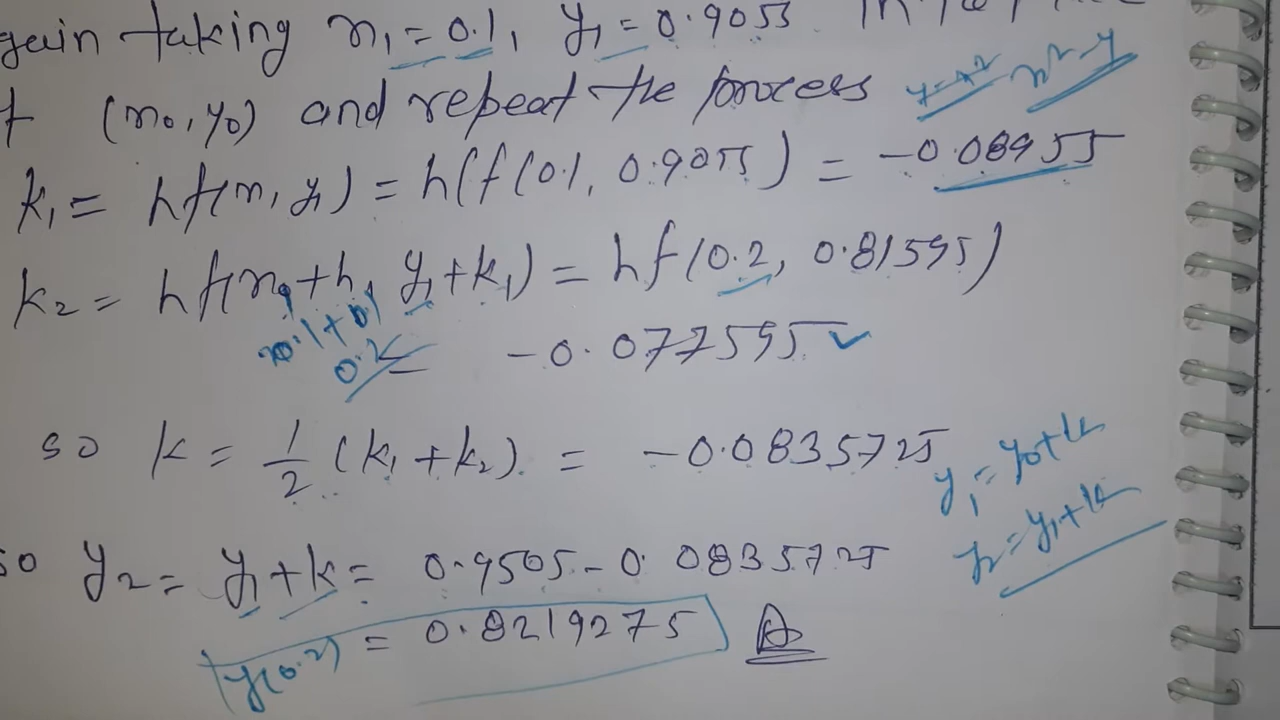 gain taking x₁ = 0.1, y₁ = 0.9055
(x₀, y₀) and repeat the process
y = x² x² - y
k₁ = hf(x₁ y₁) = h(f(0.1, 0.9055) = -0.08955
k₂ = hf(x₁+h, y₁+k₁) = hf(0.2, 0.81595)
0.1+0.1
0.2
= -0.077595 ✓
so k = 1/2 (k₁ + k₂) = -0.0835725
y₁ = y₀+k
y₂ = y₁+k
so y₂ = y₁+k = 0.9505 - 0.0835725
y(0.2) = 0.8219275